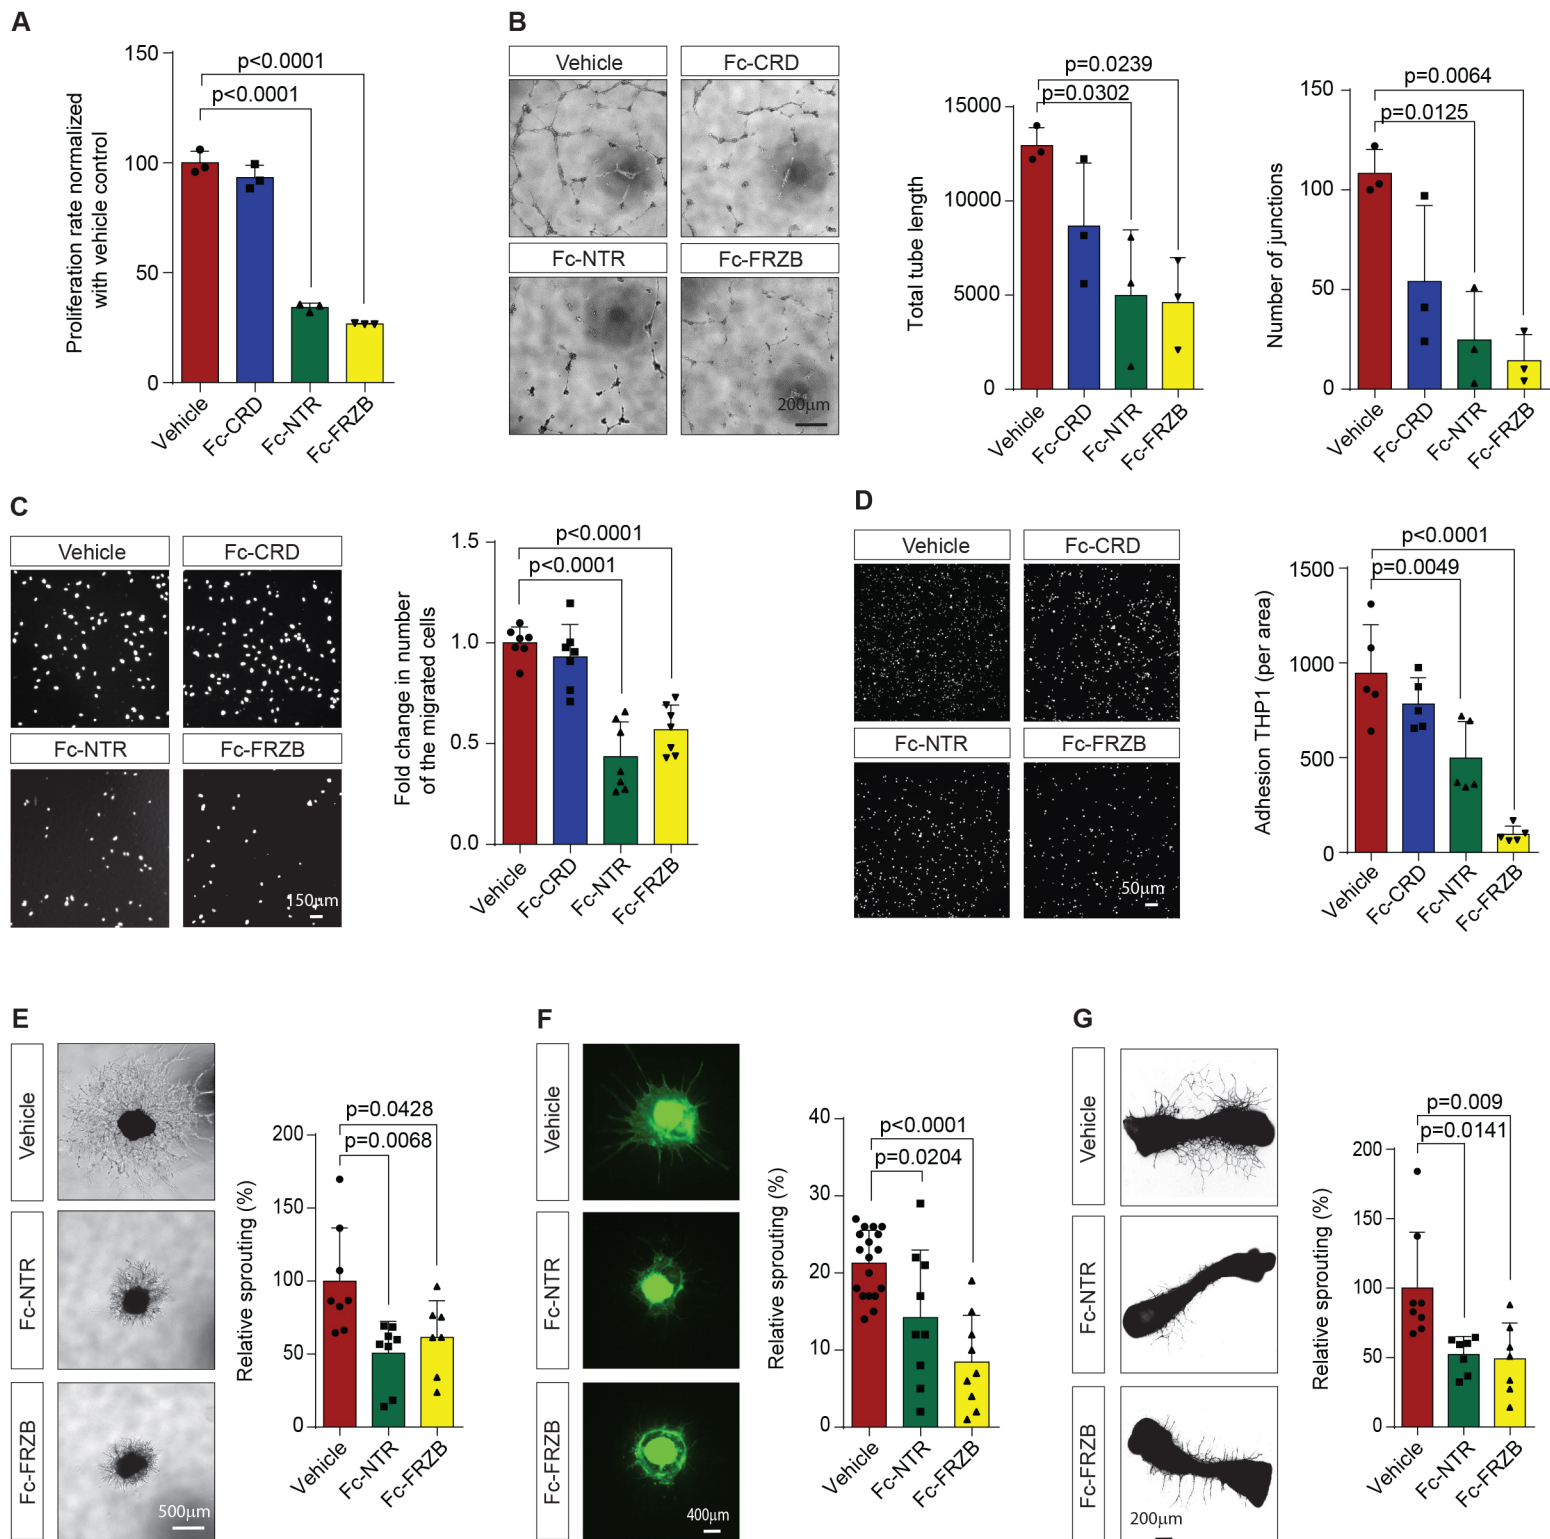 A
Proliferation rate normalized
with vehicle control
150
100
50
0
p<0.0001
p<0.0001
Vehicle
Fc-CRD
Fc-NTR
Fc-FRZB
B
Vehicle
Fc-CRD
Fc-NTR
Fc-FRZB
200μm
Total tube length
15000
10000
5000
0
p=0.0239
p=0.0302
Vehicle
Fc-CRD
Fc-NTR
Fc-FRZB
Number of junctions
150
100
50
0
p=0.0064
p=0.0125
Vehicle
Fc-CRD
Fc-NTR
Fc-FRZB
C
Vehicle
Fc-CRD
Fc-NTR
Fc-FRZB
150μm
Fold change in number
of the migrated cells
1.5
1.0
0.5
0.0
p<0.0001
p<0.0001
Vehicle
Fc-CRD
Fc-NTR
Fc-FRZB
D
Vehicle
Fc-CRD
Fc-NTR
Fc-FRZB
50μm
Adhesion THP1 (per area)
1500
1000
500
0
p<0.0001
p=0.0049
Vehicle
Fc-CRD
Fc-NTR
Fc-FRZB
E
Vehicle
Fc-NTR
Fc-FRZB
500μm
Relative sprouting (%)
200
150
100
50
0
p=0.0428
p=0.0068
Vehicle
Fc-NTR
Fc-FRZB
F
Vehicle
Fc-NTR
Fc-FRZB
400μm
Relative sprouting (%)
40
30
20
10
0
p<0.0001
p=0.0204
Vehicle
Fc-NTR
Fc-FRZB
G
Vehicle
Fc-NTR
Fc-FRZB
200μm
Relative sprouting (%)
200
150
100
50
0
p=0.009
p=0.0141
Vehicle
Fc-NTR
Fc-FRZB